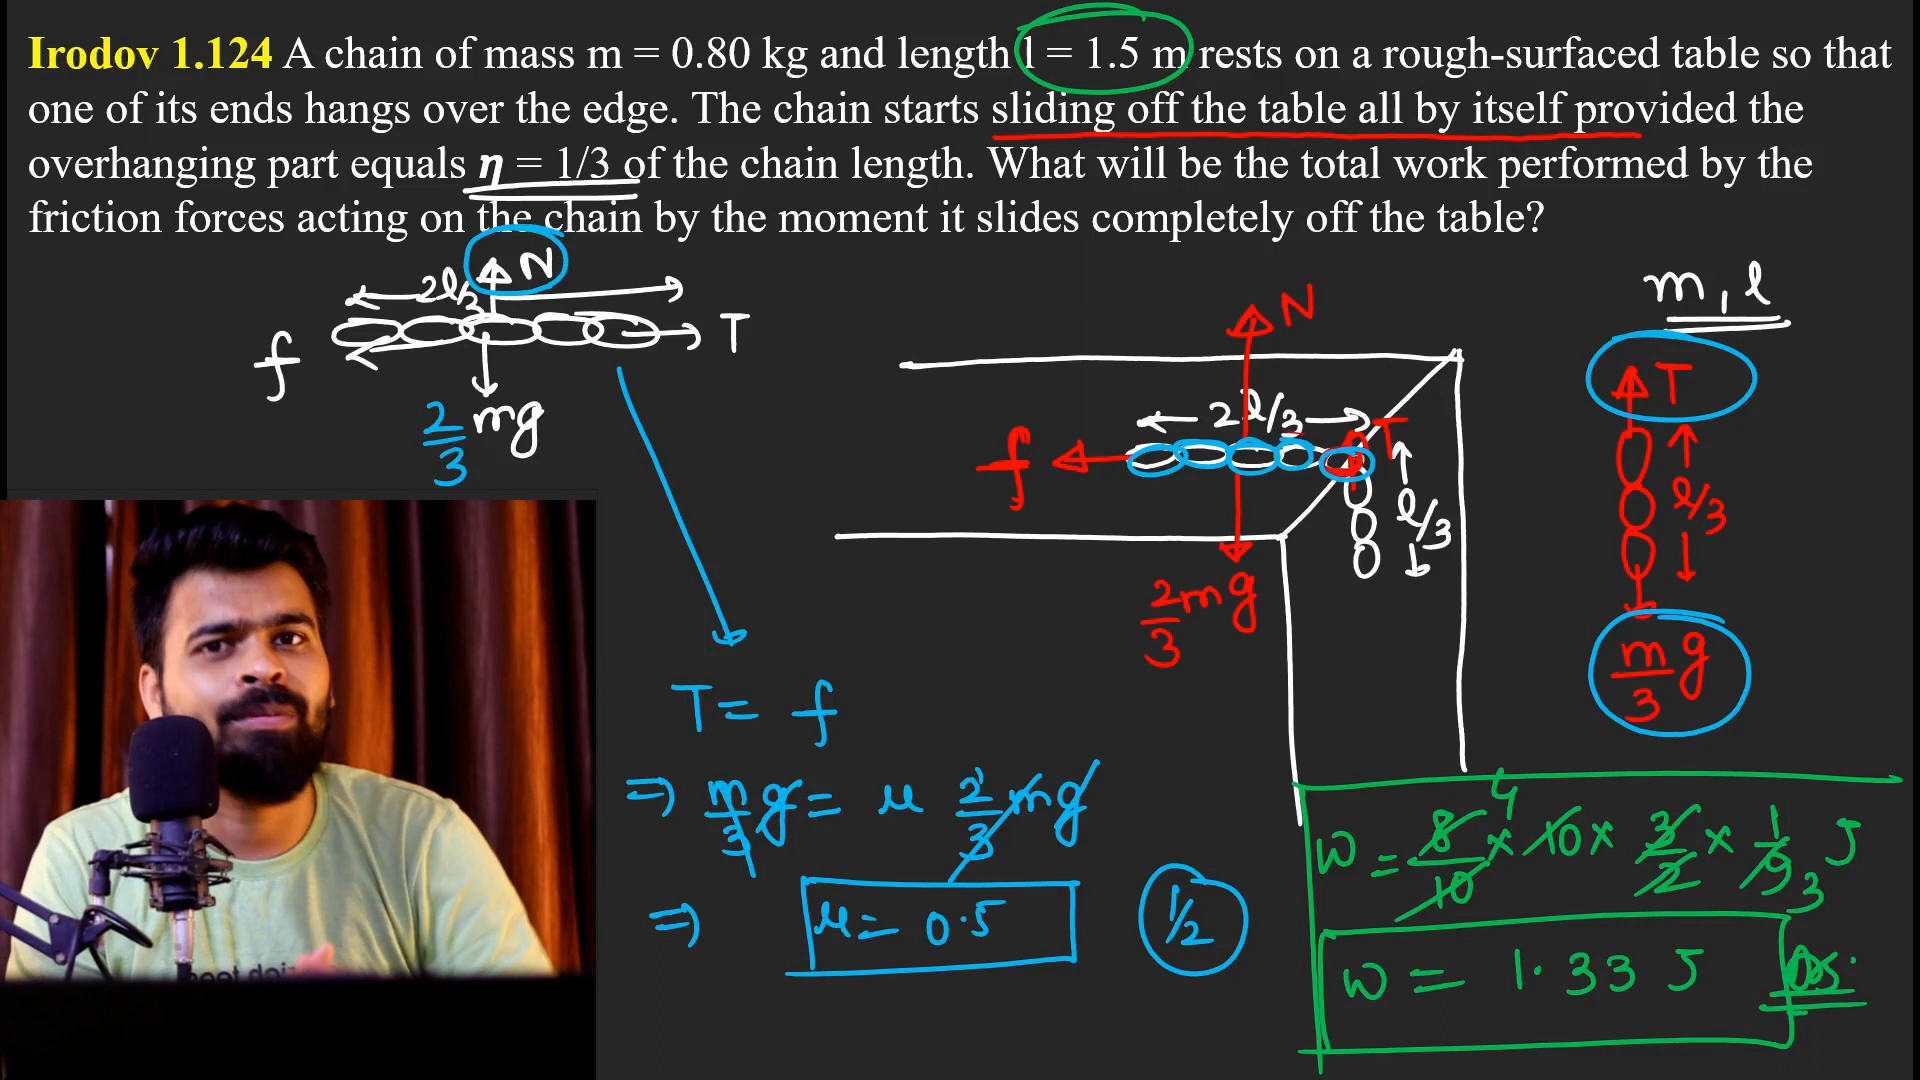 Irodov 1.124 A chain of mass m = 0.80 kg and length l = 1.5 m rests on a rough-surfaced table so that
one of its ends hangs over the edge. The chain starts sliding off the table all by itself provided the
overhanging part equals η = 1/3 of the chain length. What will be the total work performed by the
friction forces acting on the chain by the moment it slides completely off the table?
N
2l/3
f
T
2/3 mg
N
2l/3
T
f
l/3
2/3 mg
m, l
T
l/3
m/3 g
T = f
⇒ m/3 g = μ 2/3 mg
⇒ μ = 0.5
1/2
W = 8/10 × 10 × 3/2 × 1/9 J
4
3
W = 1.33 J